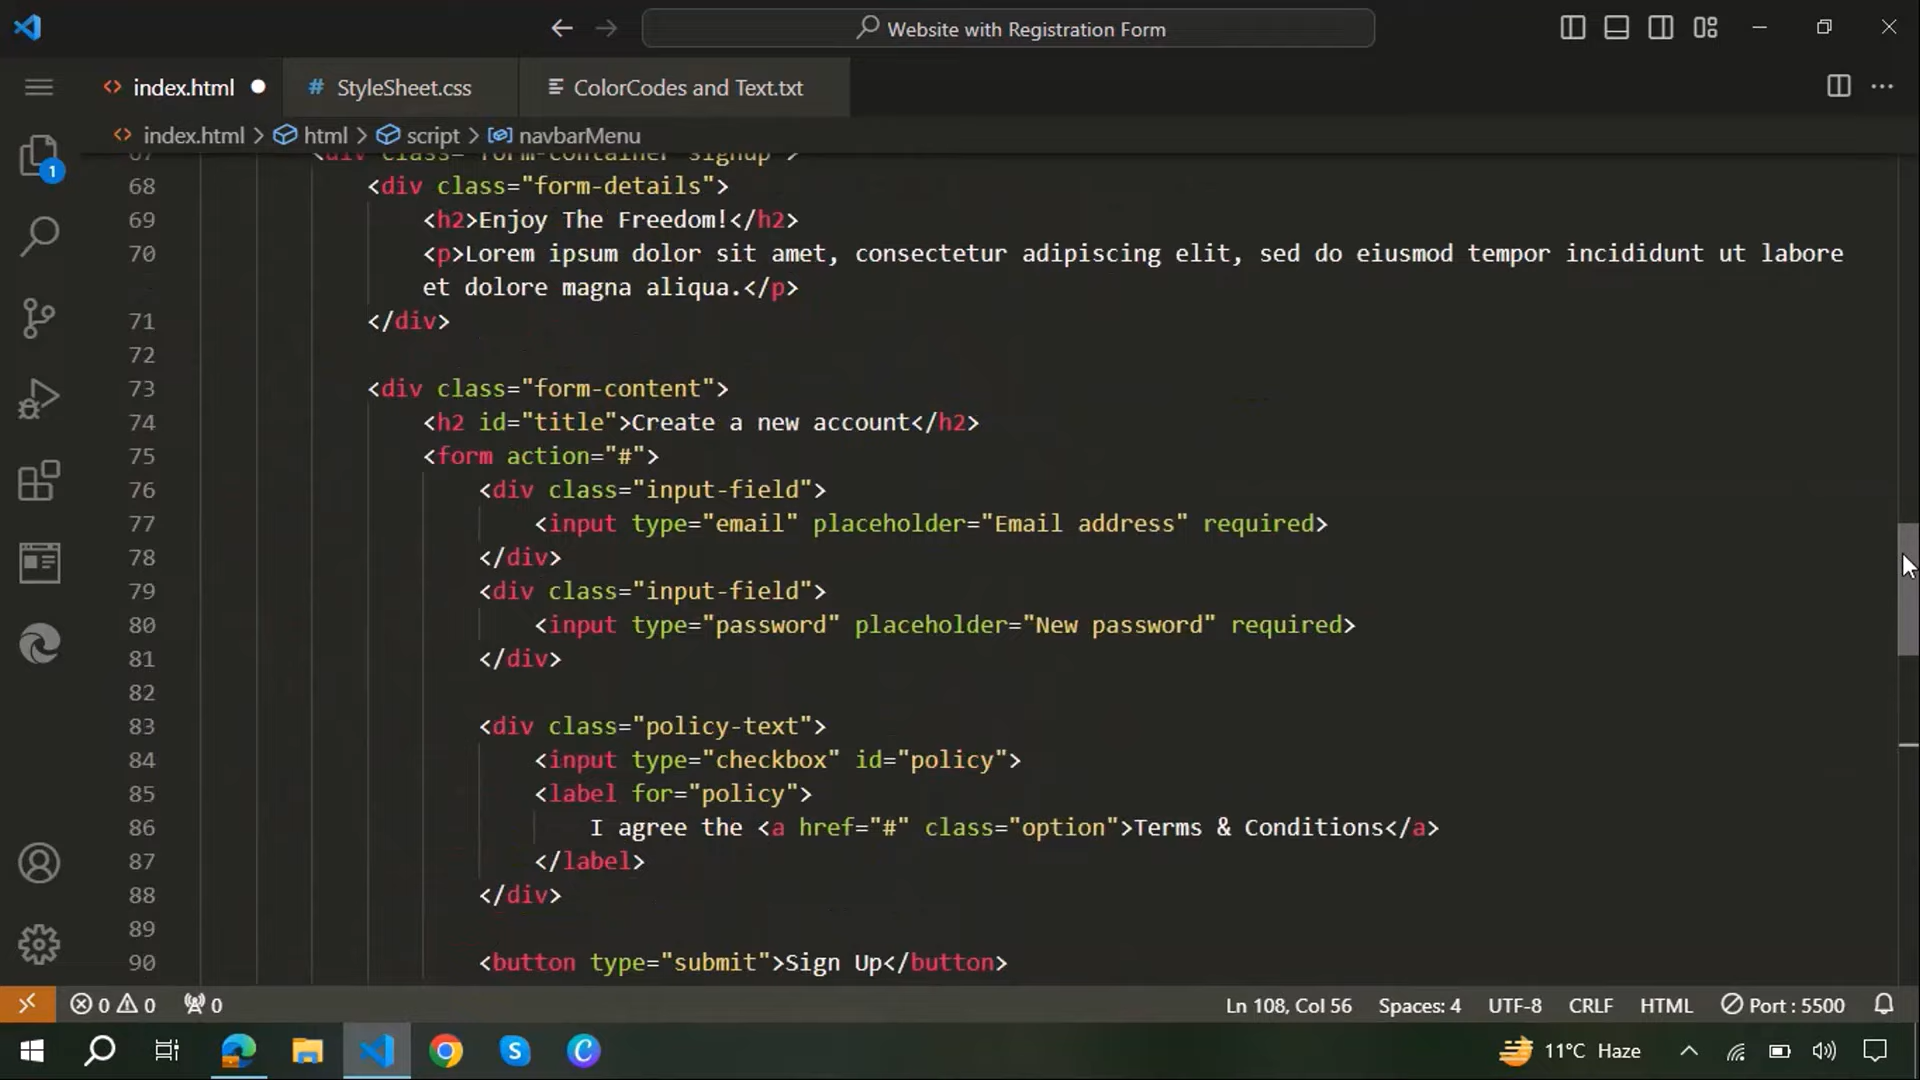 Website with Registration Form
index.html
StyleSheet.css
ColorCodes and Text.txt
index.html > html > script > navbarMenu
67 <div class="form-container signup">
68 <div class="form-details">
69 <h2>Enjoy The Freedom!</h2>
70 <p>Lorem ipsum dolor sit amet, consectetur adipiscing elit, sed do eiusmod tempor incididunt ut labore
et dolore magna aliqua.</p>
71 </div>
72
73 <div class="form-content">
74 <h2 id="title">Create a new account</h2>
75 <form action="#">
76 <div class="input-field">
77 <input type="email" placeholder="Email address" required>
78 </div>
79 <div class="input-field">
80 <input type="password" placeholder="New password" required>
81 </div>
82
83 <div class="policy-text">
84 <input type="checkbox" id="policy">
85 <label for="policy">
86 I agree the <a href="#" class="option">Terms & Conditions</a>
87 </label>
88 </div>
89
90 <button type="submit">Sign Up</button>
1
0 0 0
Ln 108, Col 56 Spaces: 4 UTF-8 CRLF HTML Port : 5500
11°C Haze